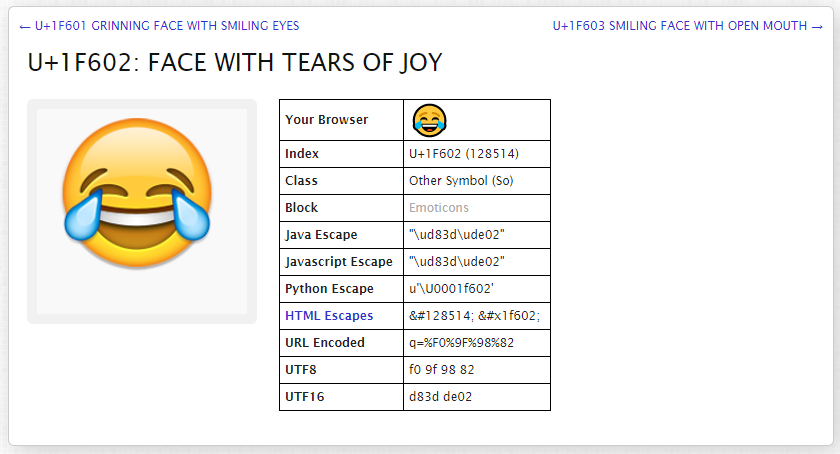 ← U+1F601 GRINNING FACE WITH SMILING EYES
U+1F603 SMILING FACE WITH OPEN MOUTH →
U+1F602: FACE WITH TEARS OF JOY
Your Browser 😂
Index U+1F602 (128514)
Class Other Symbol (So)
Block Emoticons
Java Escape "\ud83d\ude02"
Javascript Escape "\ud83d\ude02"
Python Escape u'\U0001f602'
HTML Escapes &#128514; &#x1f602;
URL Encoded q=%F0%9F%98%82
UTF8 f0 9f 98 82
UTF16 d83d de02